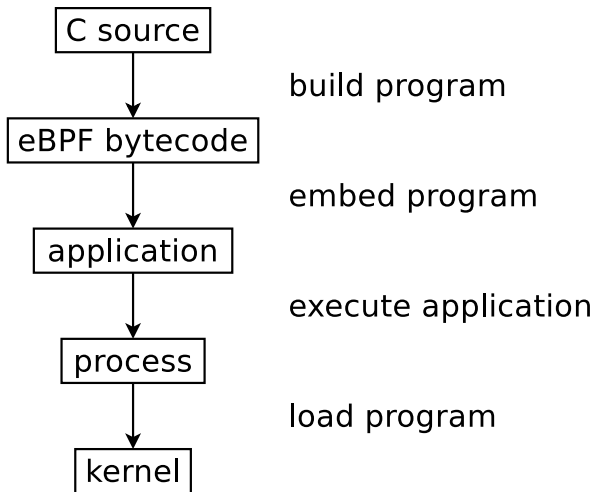 C source
build program
eBPF bytecode
embed program
application
execute application
process
load program
kernel